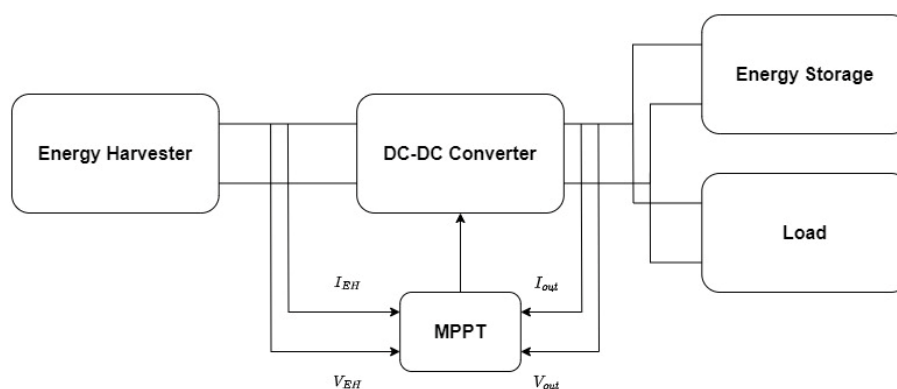 Energy Storage
Energy Harvester
DC-DC Converter
Load
I_EH
I_out
MPPT
V_EH
V_out